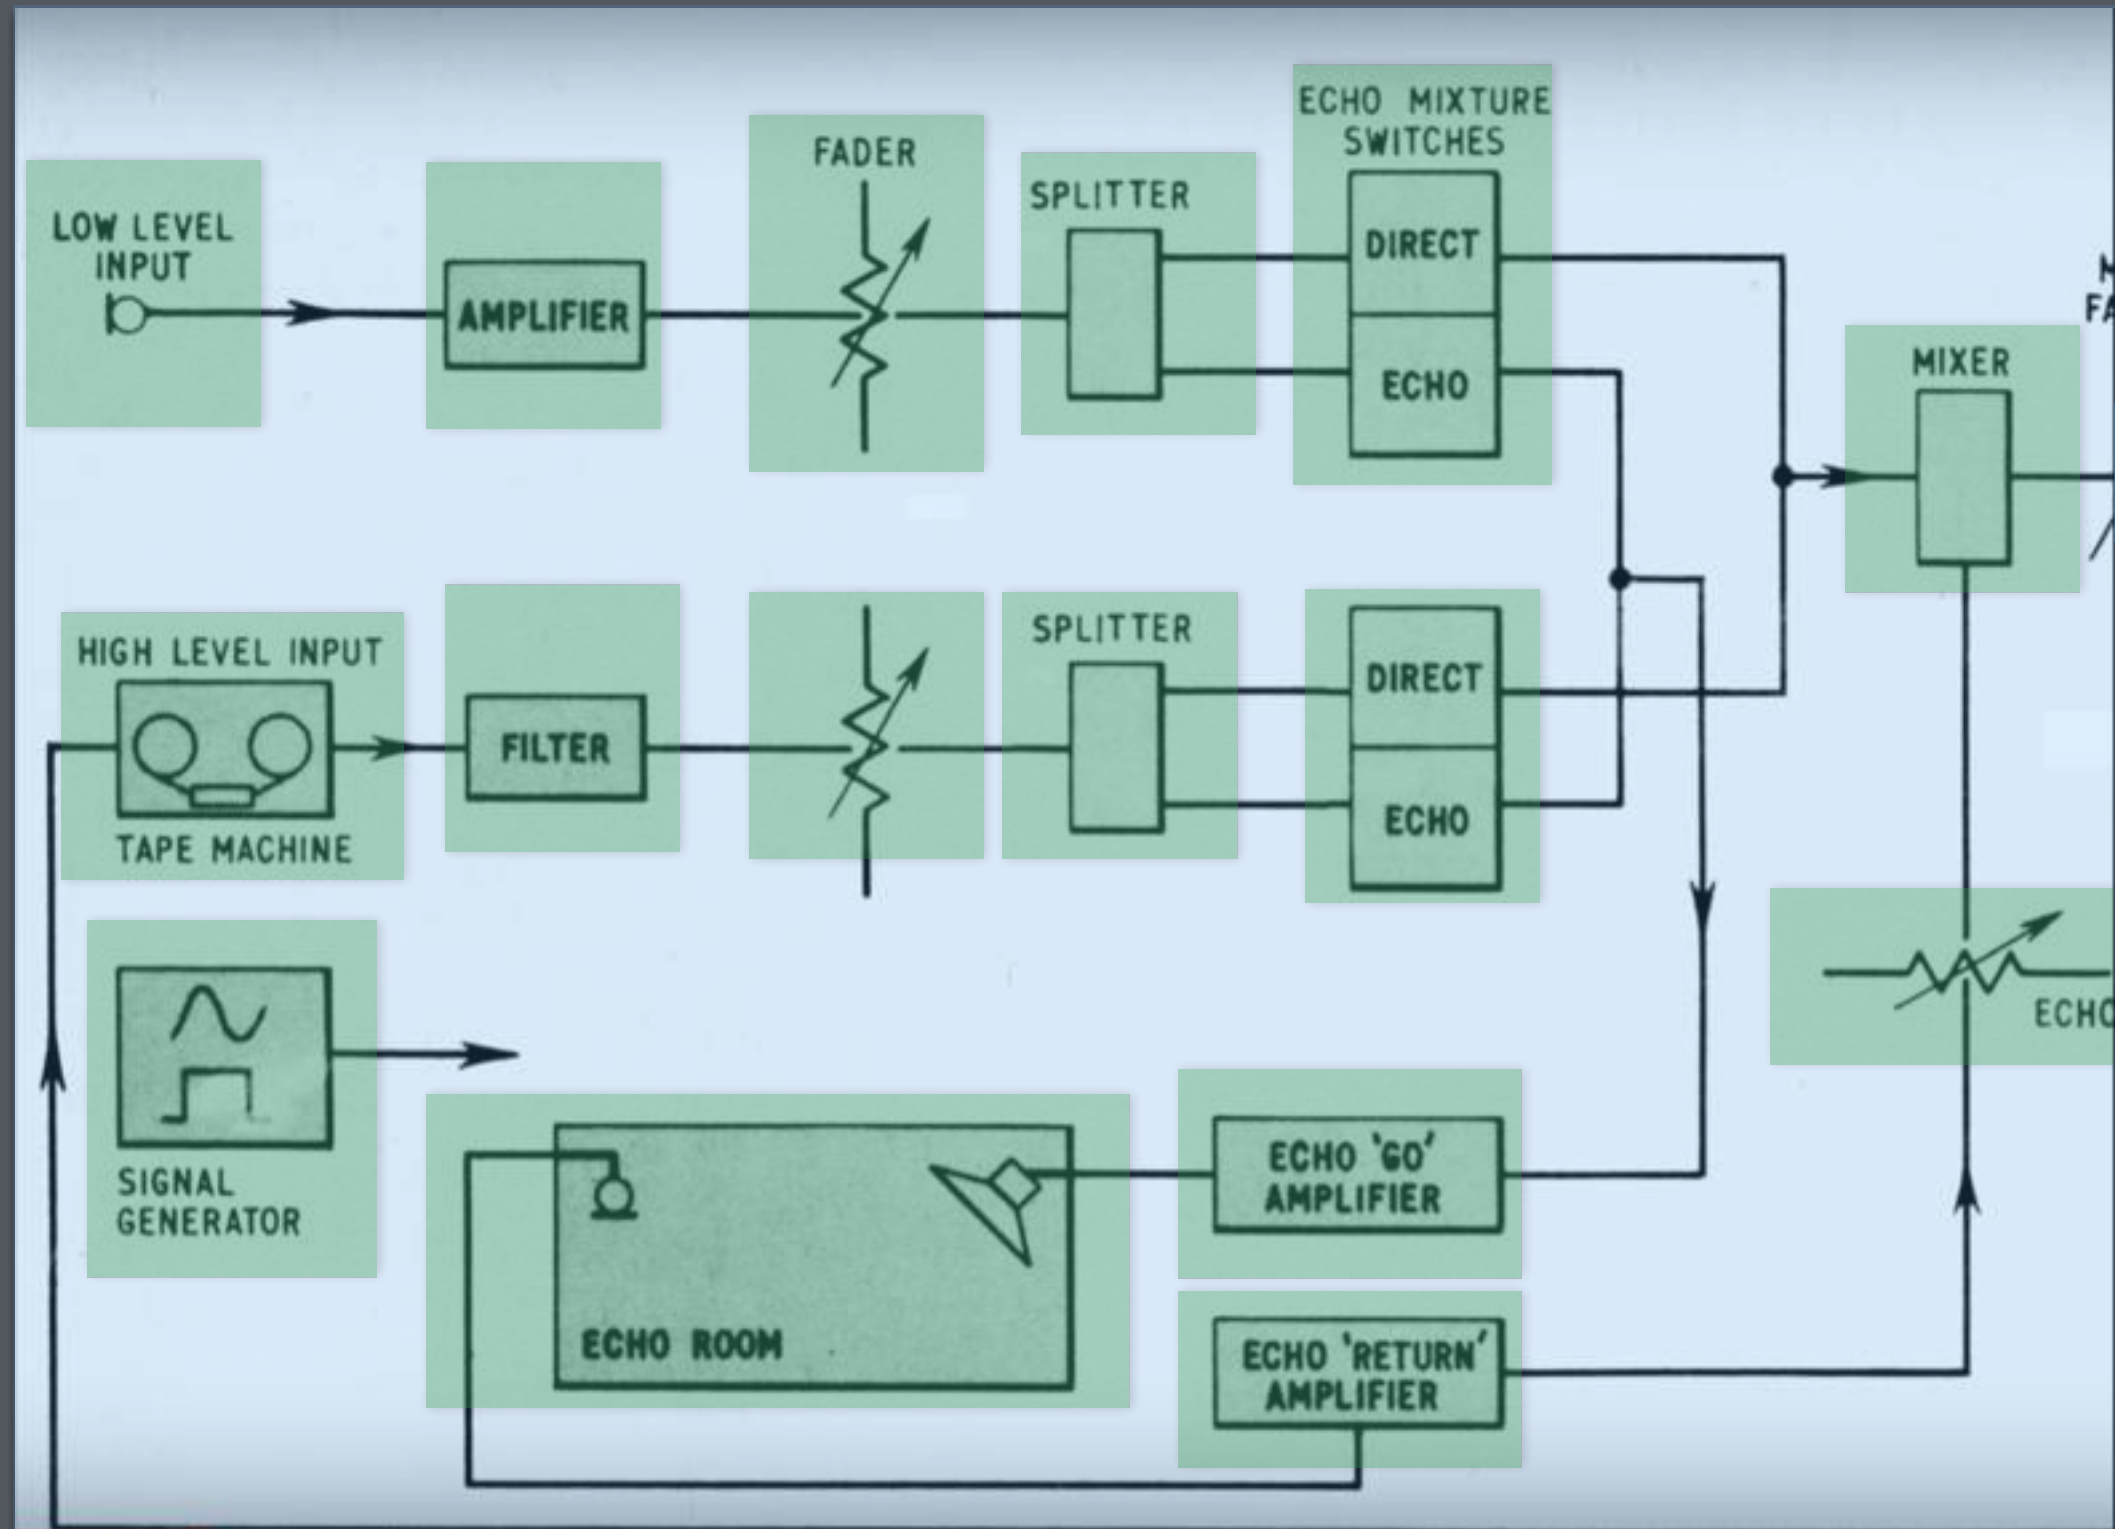 ECHO MIXTURE
SWITCHES
FADER
SPLITTER
LOW LEVEL
INPUT
AMPLIFIER
DIRECT
ECHO
MIXER
SPLITTER
HIGH LEVEL INPUT
FILTER
DIRECT
ECHO
TAPE MACHINE
ECHO
SIGNAL
GENERATOR
ECHO 'GO'
AMPLIFIER
ECHO ROOM
ECHO 'RETURN'
AMPLIFIER